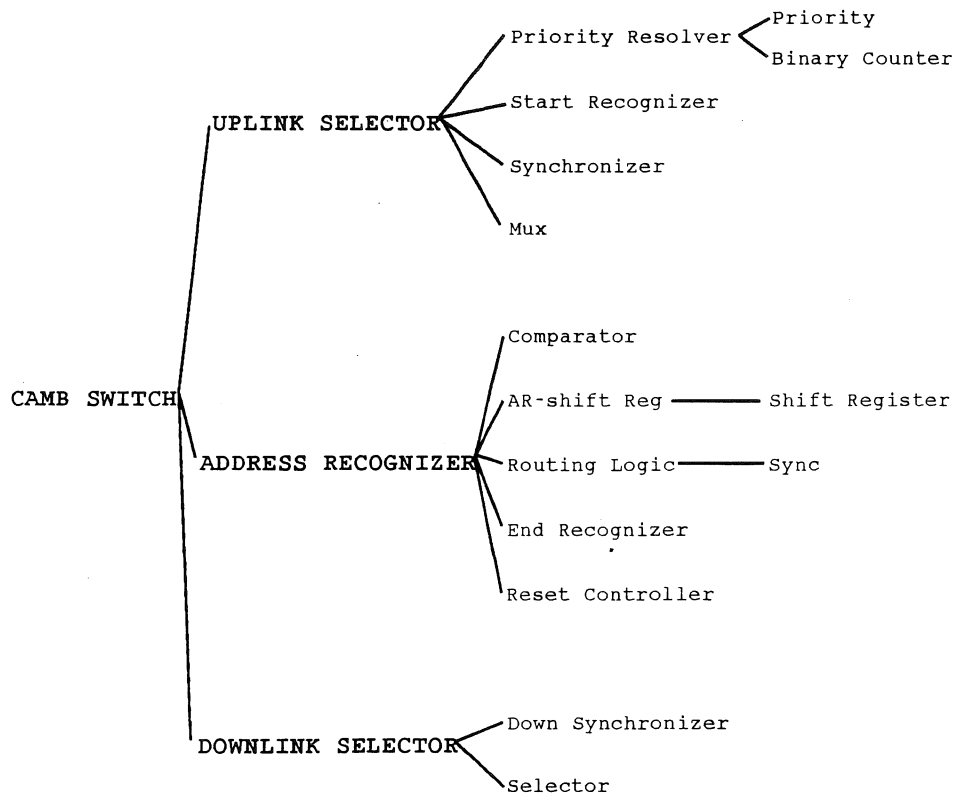 Priority
Priority Resolver
Binary Counter
Start Recognizer
UPLINK SELECTOR
Synchronizer
Mux
Comparator
CAMB SWITCH
AR-shift Reg
Shift Register
ADDRESS RECOGNIZER
Routing Logic
Sync
End Recognizer
Reset Controller
Down Synchronizer
DOWNLINK SELECTOR
Selector